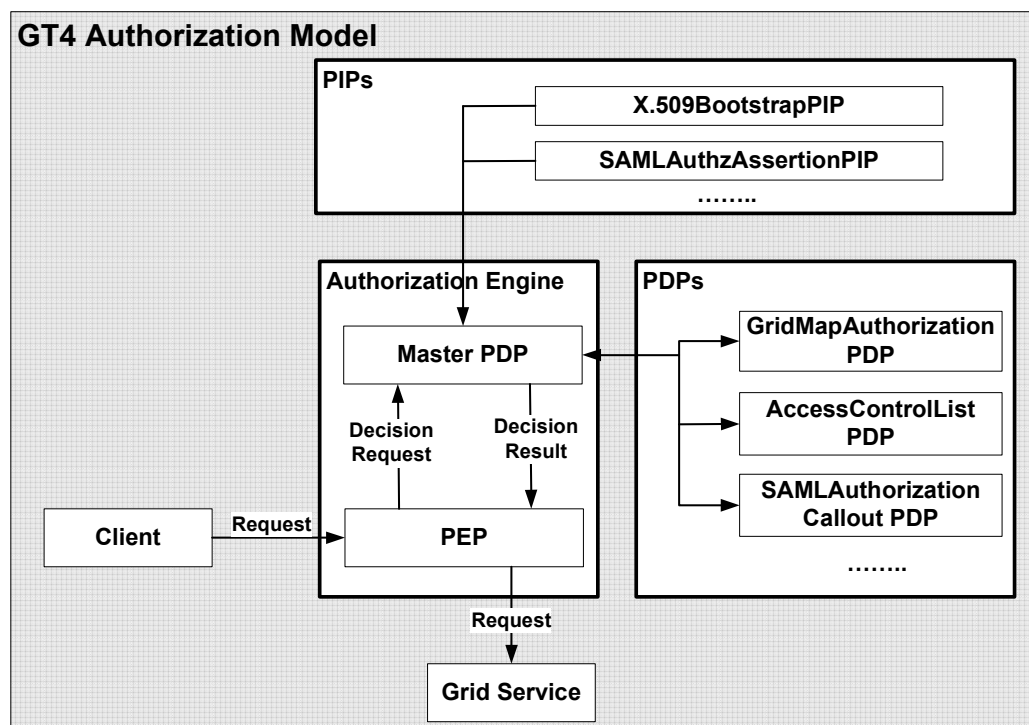 GT4 Authorization Model
PIPs
X.509BootstrapPIP
SAMLAuthzAssertionPIP
……..
Authorization Engine
Master PDP
Decision
Request
Decision
Result
PEP
PDPs
GridMapAuthorization
PDP
AccessControlList
PDP
SAMLAuthorization
Callout PDP
……..
Client
Request
Request
Grid Service